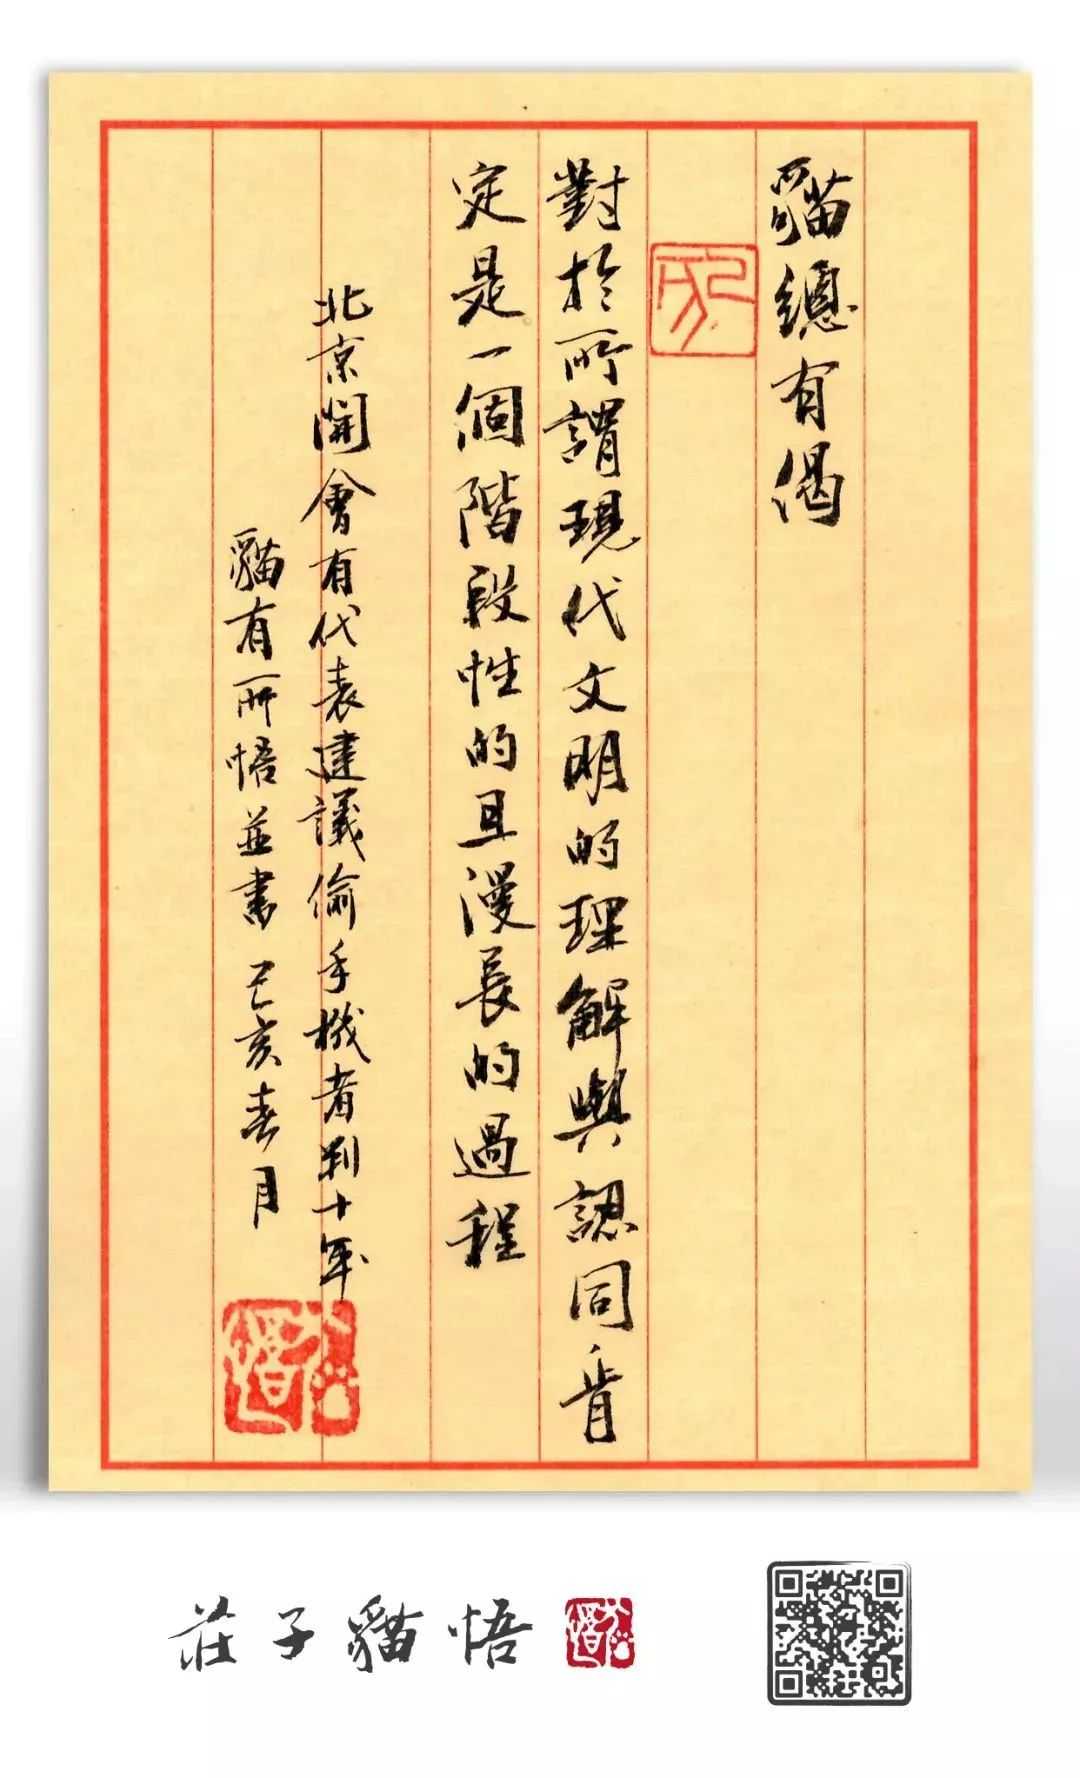 貓總有偈
對於所謂現代文明的理解與認同肯
定是一個階段性的且漫長的過程
北京開會有代表建議偷手機者判十年
貓有所悟並書 己亥春月
莊子貓悟